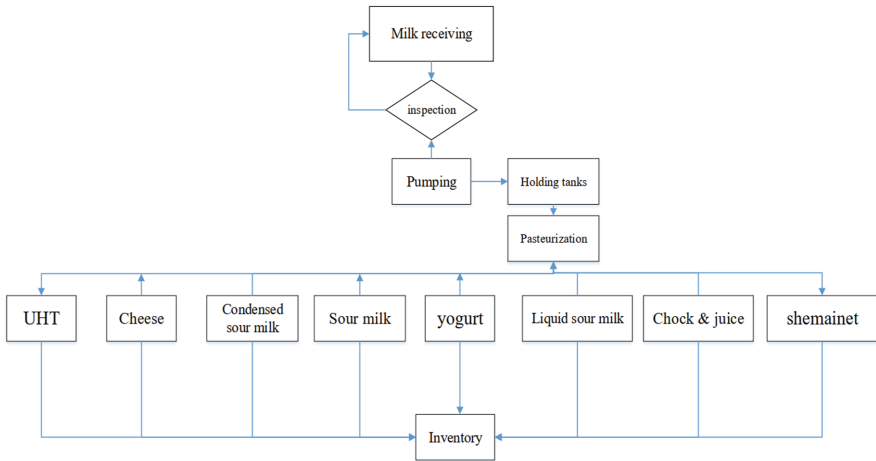 Milk receiving
inspection
Pumping
Holding tanks
Pasteurization
UHT
Cheese
Condensed
sour milk
Sour milk
yogurt
Liquid sour milk
Chock & juice
shemainet
Inventory